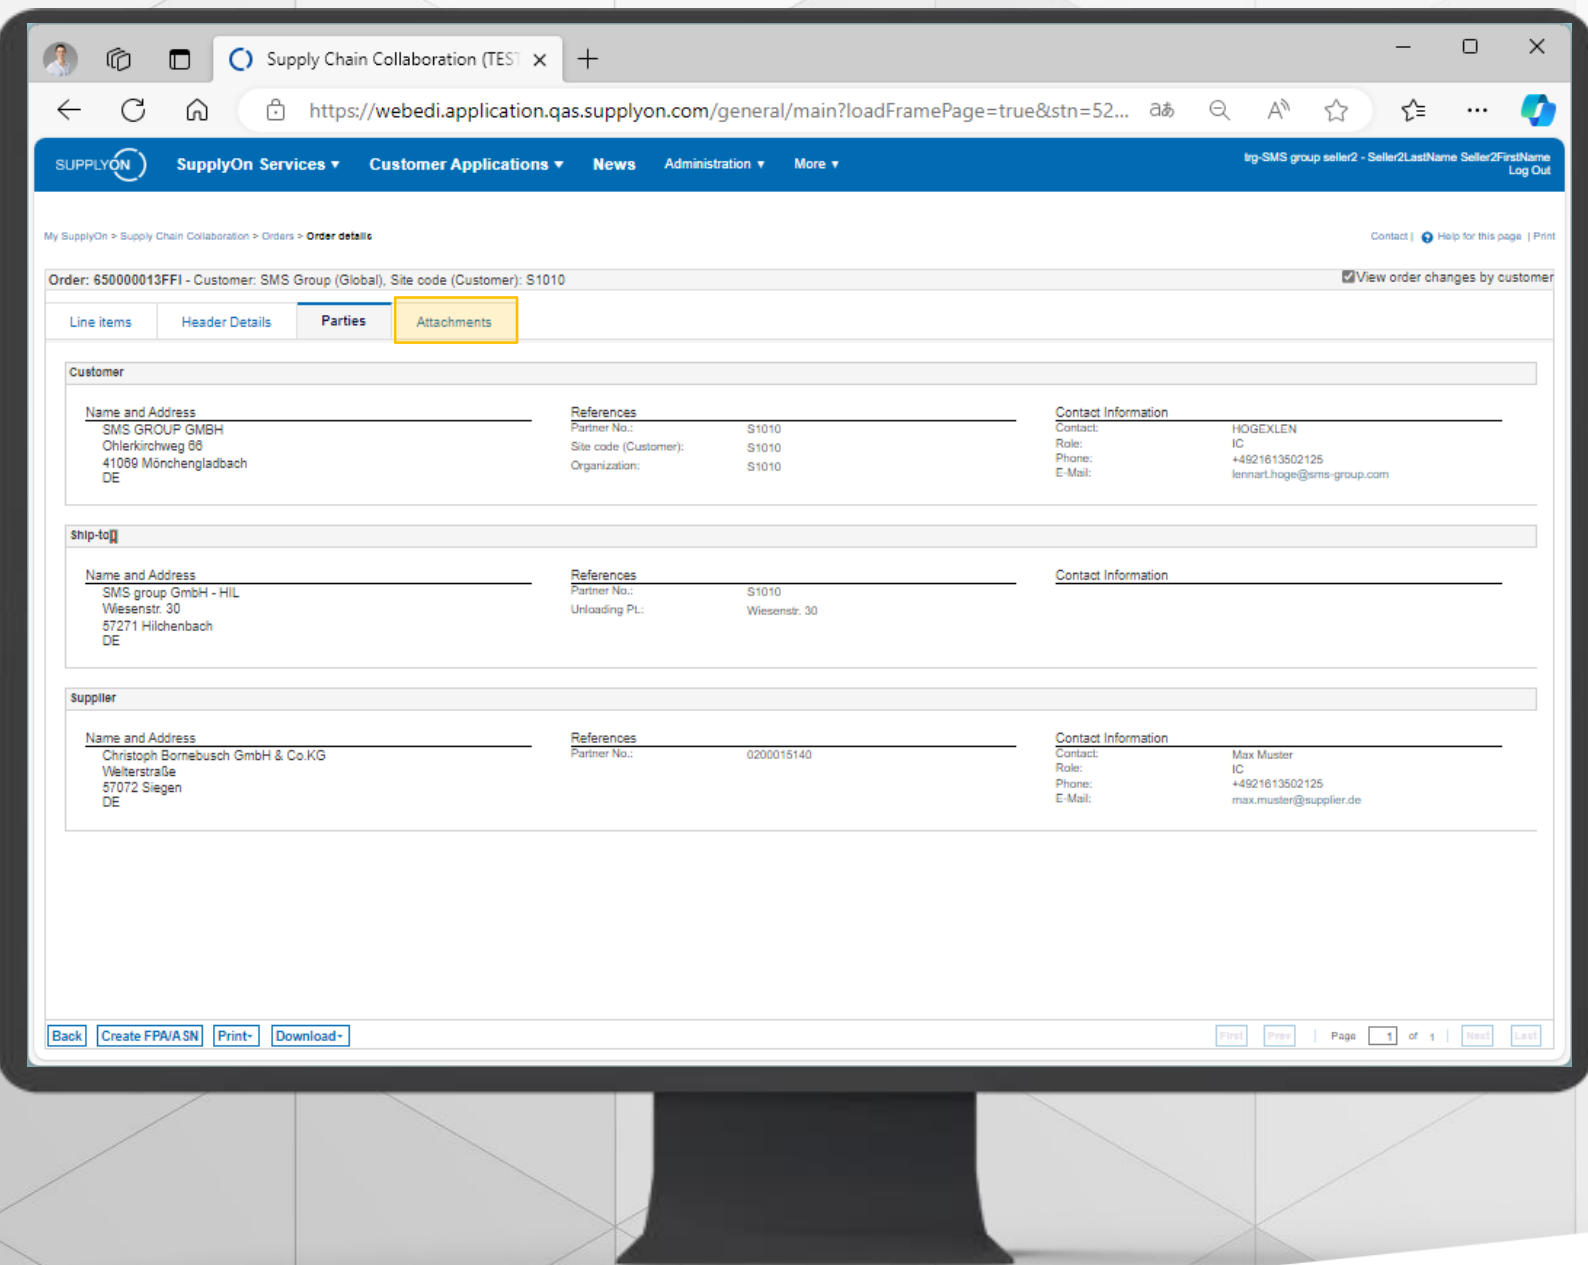 Supply Chain Collaboration (TEST
https://webedi.application.qas.supplyon.com/general/main?loadFramePage=true&stn=52...
SUPPLYON SupplyOn Services Customer Applications News Administration More
trg-SMS group seller2 - Seller2LastName Seller2FirstName
Log Out
My SupplyOn > Supply Chain Collaboration > Orders > Order details
Contact | Help for this page | Print
Order: 650000013FFI - Customer: SMS Group (Global), Site code (Customer): S1010
View order changes by customer
Line items Header Details Parties Attachments
Customer
Name and Address References Contact Information
SMS GROUP GMBH
Ohlerkirchweg 66
41069 Mönchengladbach
DE
Partner No.: S1010
Site code (Customer): S1010
Organization: S1010
Contact: HOGEXLEN
Role: IC
Phone: +4921613502125
E-Mail: lennart.hoge@sms-group.com
Ship-to
Name and Address References Contact Information
SMS group GmbH - HIL
Wiesenstr. 30
57271 Hilchenbach
DE
Partner No.: S1010
Unloading Pt.: Wiesenstr. 30
Supplier
Name and Address References Contact Information
Christoph Bornebusch GmbH & Co.KG
Welterstraße
57072 Siegen
DE
Partner No.: 0200015140
Contact: Max Muster
Role: IC
Phone: +4921613502125
E-Mail: max.muster@supplier.de
Back Create FPA/ASN Print Download
First Prev | Page 1 of 1 | Next Last